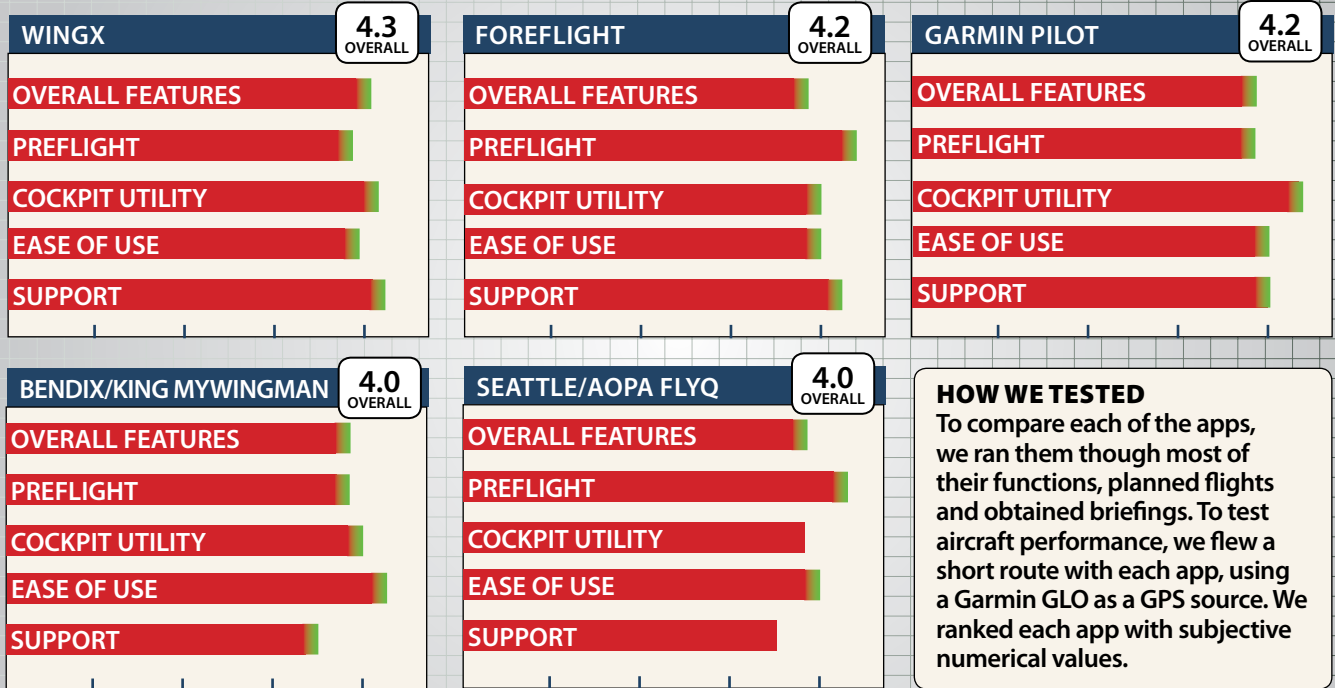 WINGX
4.3
OVERALL
OVERALL FEATURES
PREFLIGHT
COCKPIT UTILITY
EASE OF USE
SUPPORT
FOREFLIGHT
4.2
OVERALL
OVERALL FEATURES
PREFLIGHT
COCKPIT UTILITY
EASE OF USE
SUPPORT
GARMIN PILOT
4.2
OVERALL
OVERALL FEATURES
PREFLIGHT
COCKPIT UTILITY
EASE OF USE
SUPPORT
BENDIX/KING MYWINGMAN
4.0
OVERALL
OVERALL FEATURES
PREFLIGHT
COCKPIT UTILITY
EASE OF USE
SUPPORT
SEATTLE/AOPA FLYQ
4.0
OVERALL
OVERALL FEATURES
PREFLIGHT
COCKPIT UTILITY
EASE OF USE
SUPPORT
HOW WE TESTED
To compare each of the apps,
we ran them though most of
their functions, planned flights
and obtained briefings. To test
aircraft performance, we flew a
short route with each app, using
a Garmin GLO as a GPS source. We
ranked each app with subjective
numerical values.